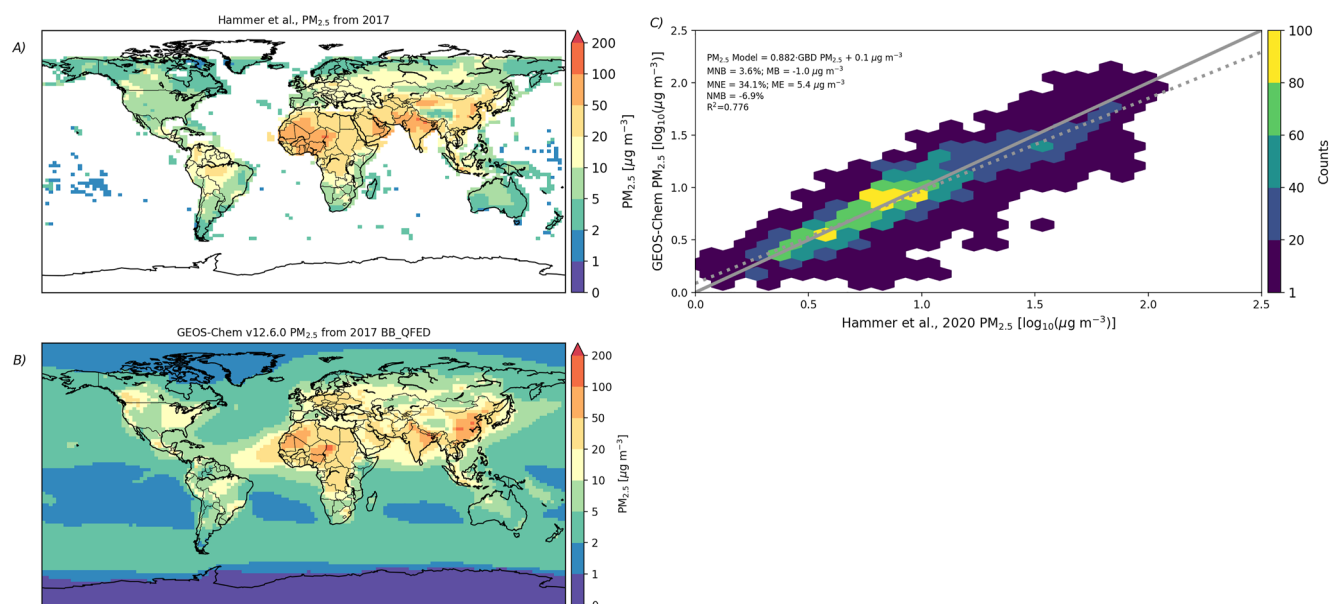 Hammer et al., PM2.5 from 2017
A)
200
100
50
20
10
5
2
1
0
PM2.5 [μg m−3]
GEOS-Chem v12.6.0 PM2.5 from 2017 BB_QFED
B)
200
100
50
20
10
5
2
1
0
PM2.5 [μg m−3]
C)
PM2.5 Model = 0.882·GBD PM2.5 + 0.1 μg m−3
MNB = 3.6%; MB = -1.0 μg m−3
MNE = 34.1%; ME = 5.4 μg m−3
NMB = -6.9%
R2=0.776
GEOS-Chem PM2.5 [log10(μg m−3)]
2.5
2.0
1.5
1.0
0.5
0.0
0.0 0.5 1.0 1.5 2.0 2.5
Hammer et al., 2020 PM2.5 [log10(μg m−3)]
100
80
60
40
20
1
Counts